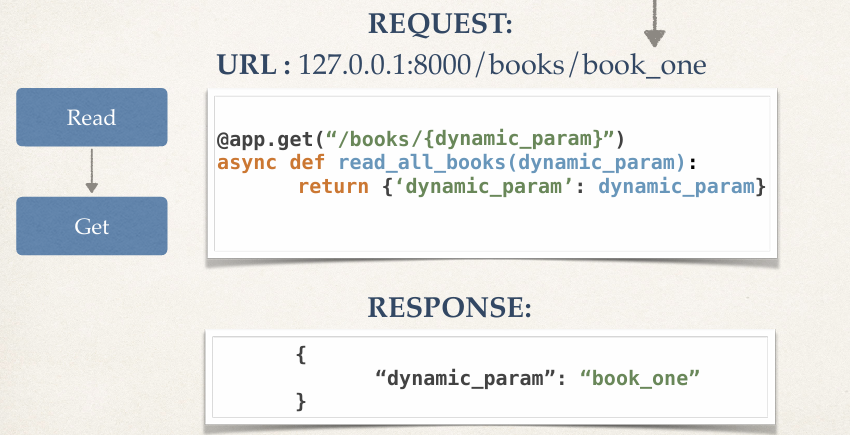 REQUEST:
URL : 127.0.0.1:8000/books/book_one
Read
Get
@app.get(“/books/{dynamic_param}”)
async def read_all_books(dynamic_param):
return {‘dynamic_param’: dynamic_param}
RESPONSE:
{
“dynamic_param”: “book_one”
}